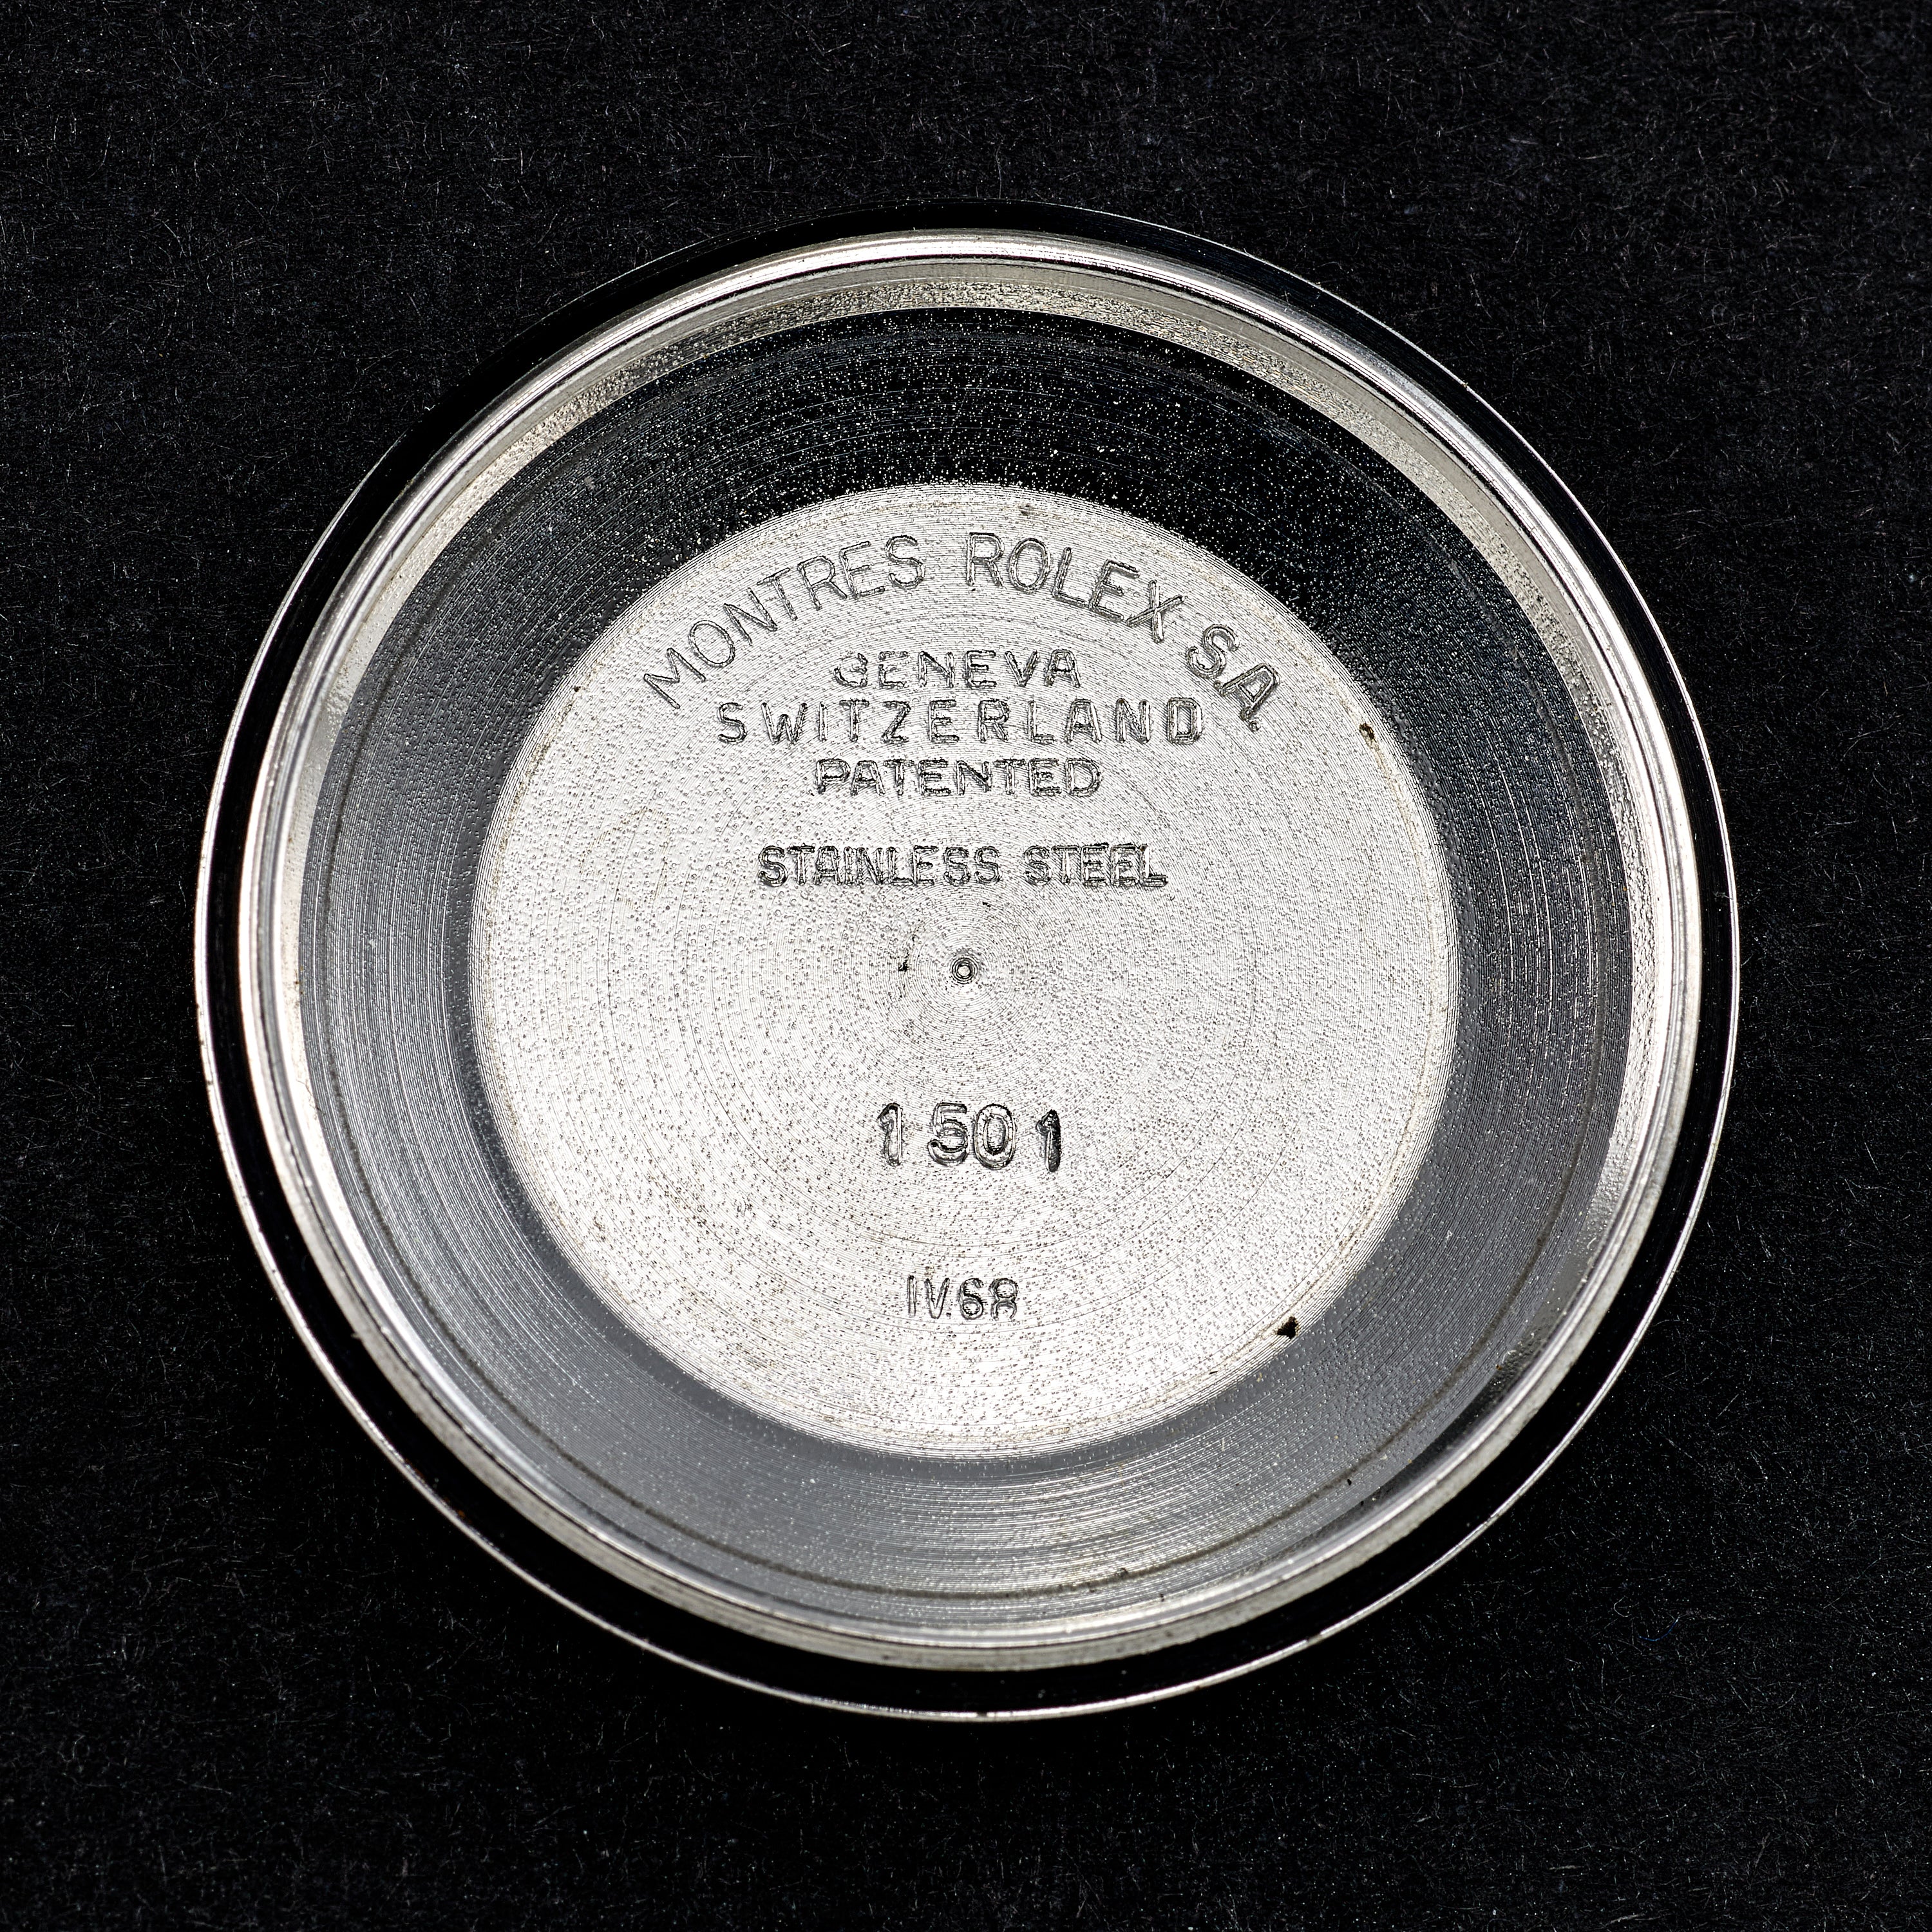 MONTRES ROLEX S.A.
GENEVA
SWITZERLAND
PATENTED
STAINLESS STEEL
1501
IV.68